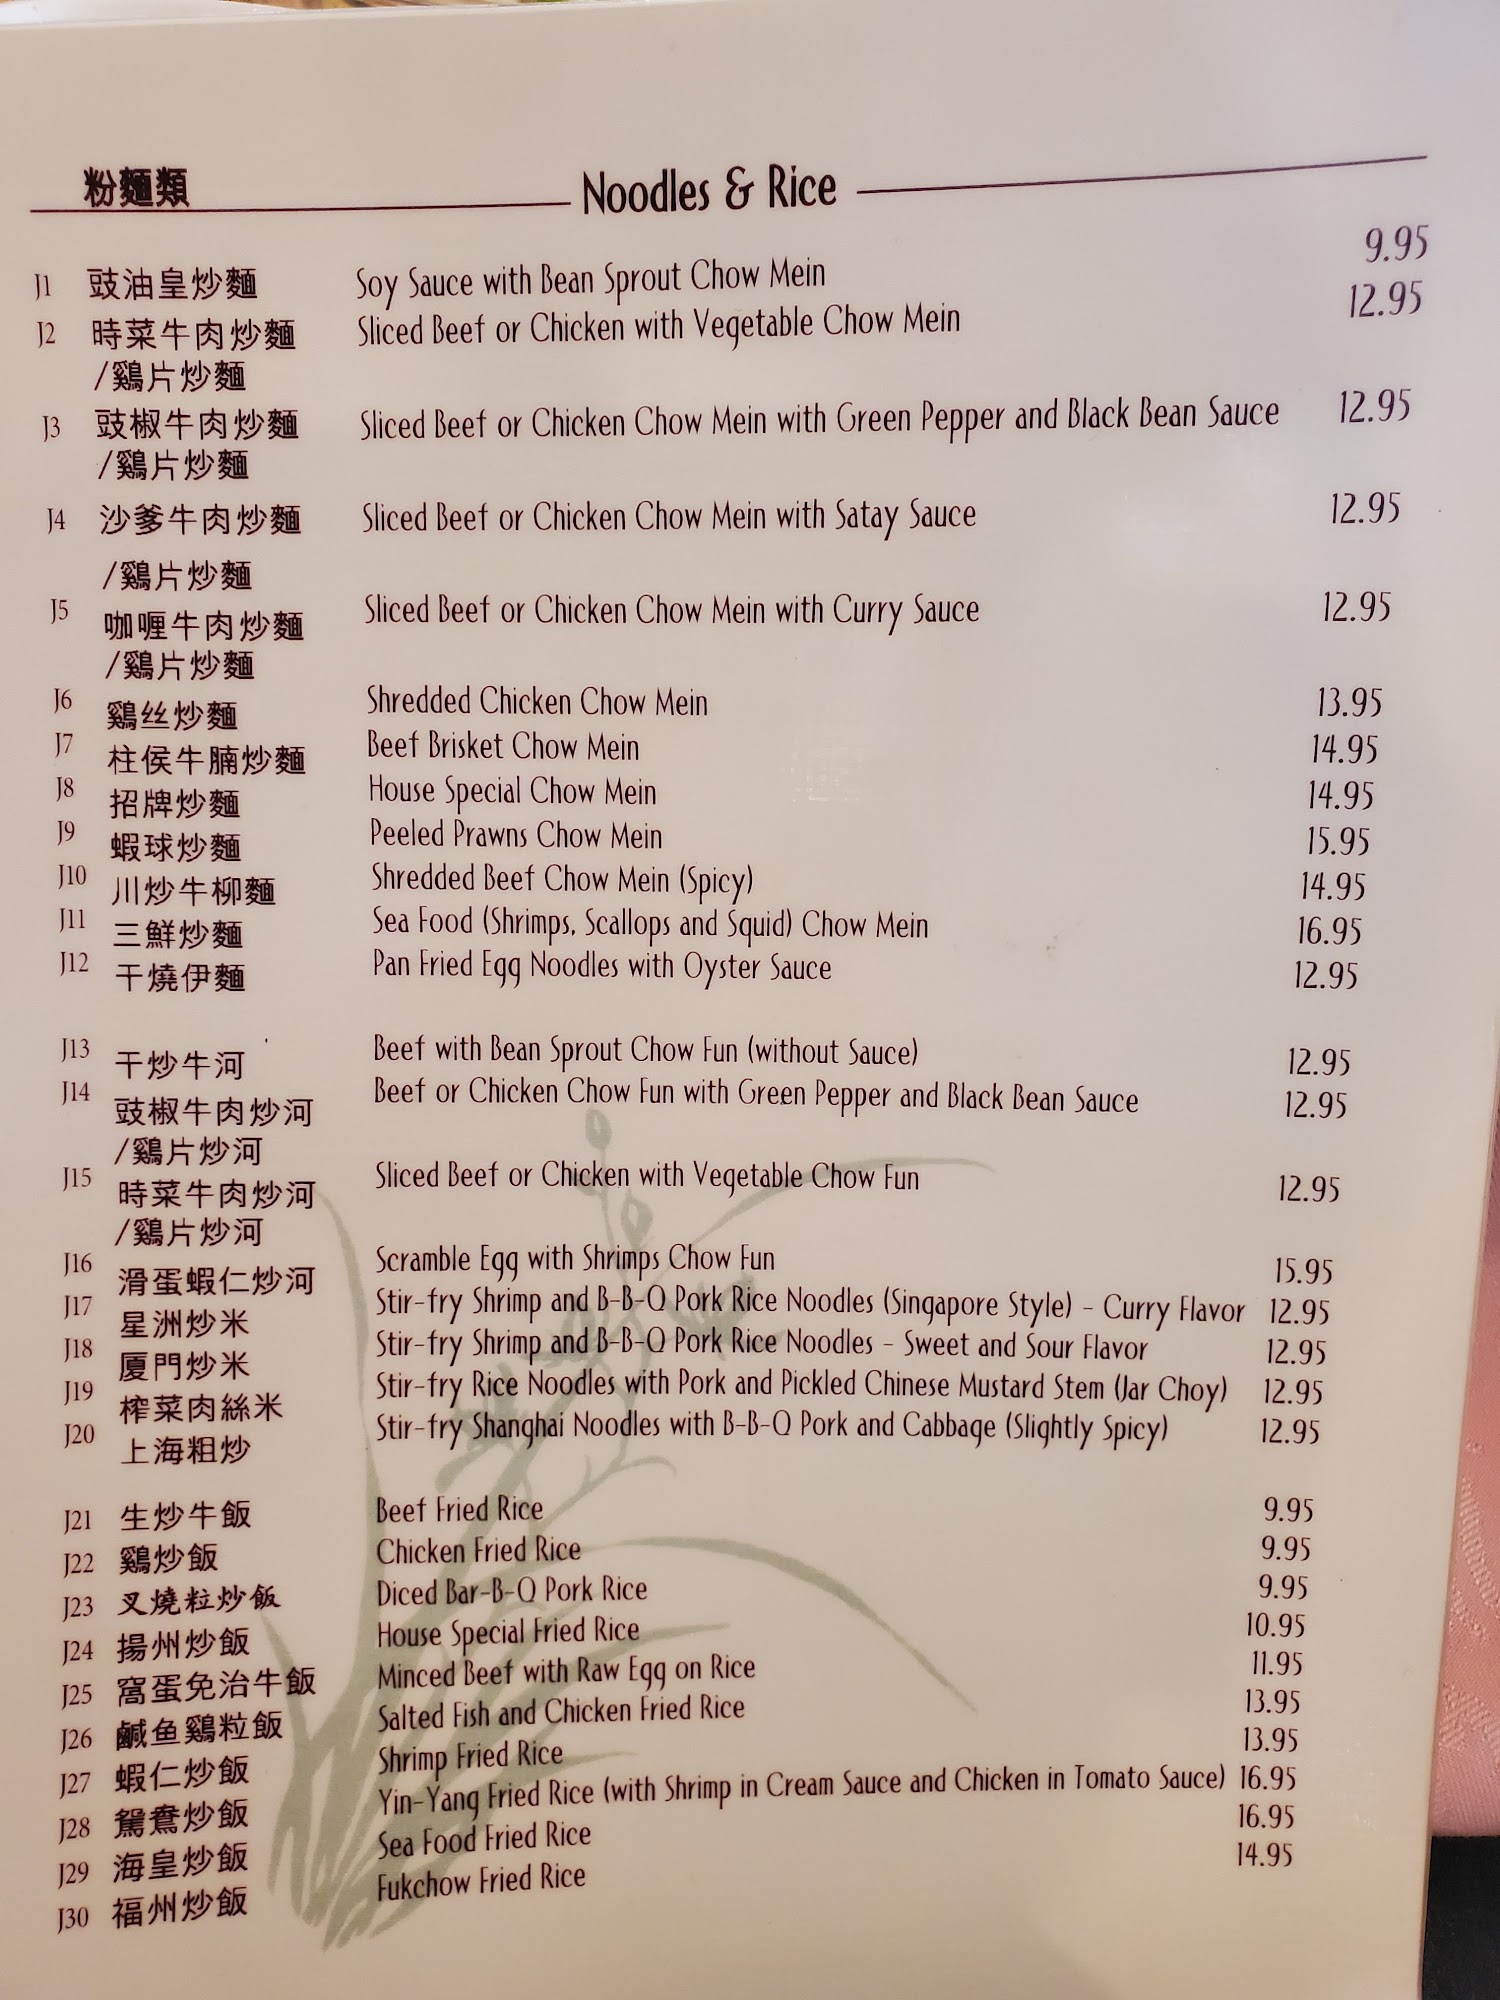 粉麵類 Noodles & Rice
J1 豉油皇炒麵 Soy Sauce with Bean Sprout Chow Mein 9.95
J2 時菜牛肉炒麵 Sliced Beef or Chicken with Vegetable Chow Mein 12.95
/鷄片炒麵
J3 豉椒牛肉炒麵 Sliced Beef or Chicken Chow Mein with Green Pepper and Black Bean Sauce 12.95
/鷄片炒麵
J4 沙爹牛肉炒麵 Sliced Beef or Chicken Chow Mein with Satay Sauce 12.95
/鷄片炒麵
J5 咖喱牛肉炒麵 Sliced Beef or Chicken Chow Mein with Curry Sauce 12.95
/鷄片炒麵
J6 鷄丝炒麵 Shredded Chicken Chow Mein 13.95
J7 柱侯牛腩炒麵 Beef Brisket Chow Mein 14.95
J8 招牌炒麵 House Special Chow Mein 14.95
J9 蝦球炒麵 Peeled Prawns Chow Mein 15.95
J10 川炒牛柳麵 Shredded Beef Chow Mein (Spicy) 14.95
J11 三鮮炒麵 Sea Food (Shrimps, Scallops and Squid) Chow Mein 16.95
J12 干燒伊麵 Pan Fried Egg Noodles with Oyster Sauce 12.95
J13 干炒牛河 Beef with Bean Sprout Chow Fun (without Sauce) 12.95
J14 豉椒牛肉炒河 Beef or Chicken Chow Fun with Green Pepper and Black Bean Sauce 12.95
/鷄片炒河
J15 時菜牛肉炒河 Sliced Beef or Chicken with Vegetable Chow Fun 12.95
/鷄片炒河
J16 滑蛋蝦仁炒河 Scramble Egg with Shrimps Chow Fun 15.95
J17 星洲炒米 Stir-fry Shrimp and B-B-Q Pork Rice Noodles (Singapore Style) - Curry Flavor 12.95
J18 厦門炒米 Stir-fry Shrimp and B-B-Q Pork Rice Noodles - Sweet and Sour Flavor 12.95
J19 榨菜肉絲米 Stir-fry Rice Noodles with Pork and Pickled Chinese Mustard Stem (Jar Choy) 12.95
J20 上海粗炒 Stir-fry Shanghai Noodles with B-B-Q Pork and Cabbage (Slightly Spicy) 12.95
J21 生炒牛飯 Beef Fried Rice 9.95
J22 鷄炒飯 Chicken Fried Rice 9.95
J23 叉燒粒炒飯 Diced Bar-B-Q Pork Rice 9.95
J24 揚州炒飯 House Special Fried Rice 10.95
J25 窩蛋免治牛飯 Minced Beef with Raw Egg on Rice 11.95
J26 鹹鱼鷄粒飯 Salted Fish and Chicken Fried Rice 13.95
J27 蝦仁炒飯 Shrimp Fried Rice 13.95
J28 鴛鴦炒飯 Yin-Yang Fried Rice (with Shrimp in Cream Sauce and Chicken in Tomato Sauce) 16.95
J29 海皇炒飯 Sea Food Fried Rice 16.95
J30 福州炒飯 Fukchow Fried Rice 14.95